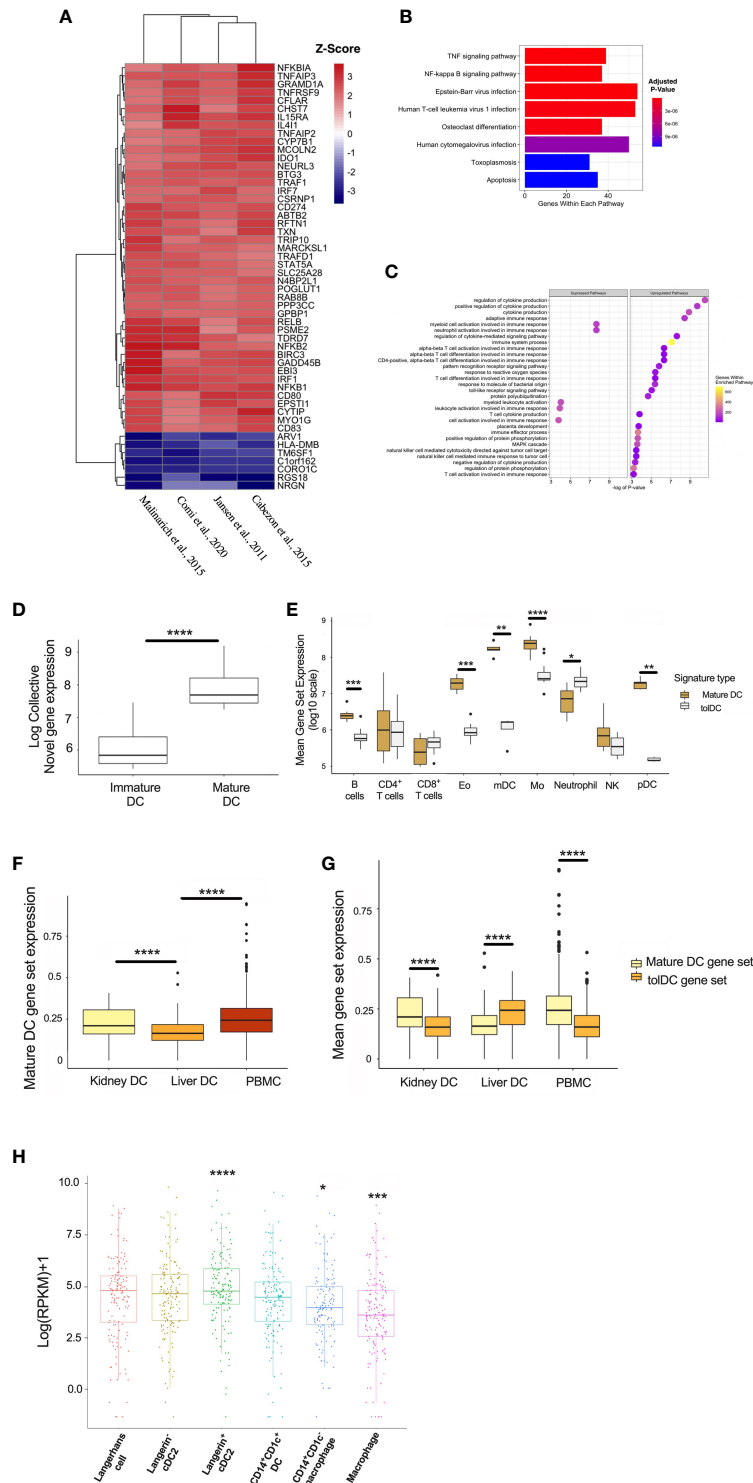 A
Z-Score
3
2
1
0
-1
-2
-3
NFKBIA
TNFAIP3
GRAMD1A
TNFRSF9
CFLAR
CHST7
IL15RA
IL4I1
TNFAIP2
CYP7B1
MCOLN2
IDO1
NEURL3
BTG3
TRAF1
IRF7
CSRNP1
CD274
ABTB2
RFTN1
TXN
TRIP10
MARCKSL1
TRAFD1
STAT5A
SLC25A28
N4BP2L1
POGLUT1
RAB8B
PPP3CC
GPBP1
RELB
PSME2
TDRD7
NFKB2
BIRC3
GADD45B
EBI3
IRF1
NFKB1
CD80
EPSTI1
CYTIP
MYO1G
CD83
ARV1
HLA-DMB
TM6SF1
C1orf162
CORO1C
RGS18
NRGN
Malinarich et al., 2015
Comi et al., 2020
Jansen et al., 2011
Cabezon et al., 2015
B
TNF signaling pathway
NF-kappa B signaling pathway
Epstein-Barr virus infection
Human T-cell leukemia virus 1 infection
Osteoclast differentiation
Human cytomegalovirus infection
Toxoplasmosis
Apoptosis
0 20 40
Genes Within Each Pathway
Adjusted
P-Value
3e-06
6e-06
9e-06
C
Upregulated Pathways
regulation of cytokine production
positive regulation of cytokine production
cytokine production
adaptive immune response
myeloid cell activation involved in immune response
neutrophil activation involved in immune response
regulation of cytokine-mediated signaling pathway
immune system process
alpha-beta T cell activation involved in immune response
alpha-beta T cell differentiation involved in immune response
CD4-positive, alpha-beta T cell differentiation involved in immune response
pattern recognition receptor signaling pathway
response to reactive oxygen species
T cell differentiation involved in immune response
response to molecule of bacterial origin
toll-like receptor signaling pathway
protein polyubiquitination
myeloid leukocyte activation
leukocyte activation involved in immune response
T cell cytokine production
cell activation involved in immune response
placenta development
immune effector process
positive regulation of protein phosphorylation
MAPK cascade
natural killer cell mediated cytotoxicity directed against tumor cell target
natural killer cell mediated immune response to tumor cell
negative regulation of cytokine production
regulation of protein phosphorylation
T cell activation involved in immune response
3 5 7 9 3 5 7 9
-log of P-value
Genes Within
Enriched Pathway
600
400
200
D
Log Collective
Novel gene expression
9
8
7
6
****
Immature
DC
Mature
DC
E
Mean Gene Set Expression
(log10 scale)
9
8
7
6
5
*** *** ** **** * **
B
cells
CD4+
T cells
CD8+
T cells
Eo
mDC
Mo
Neutrophil
NK
pDC
Signature type
Mature DC
tolDC
F
Mature DC gene set expression
0.75
0.5
0.25
0
****
****
Kidney DC Liver DC PBMC
G
Mean gene set expression
0.75
0.5
0.25
0
**** **** ****
Kidney DC Liver DC PBMC
Mature DC gene set
tolDC gene set
H
Log(RPKM)+1
10.0
7.5
5.0
2.5
0.0
**** * ***
Langerhans
cell
Langerin-
cDC2
Langerin+
cDC2
CD14+CD1c+
DC
CD14+CD1c-
macrophage
Macrophage